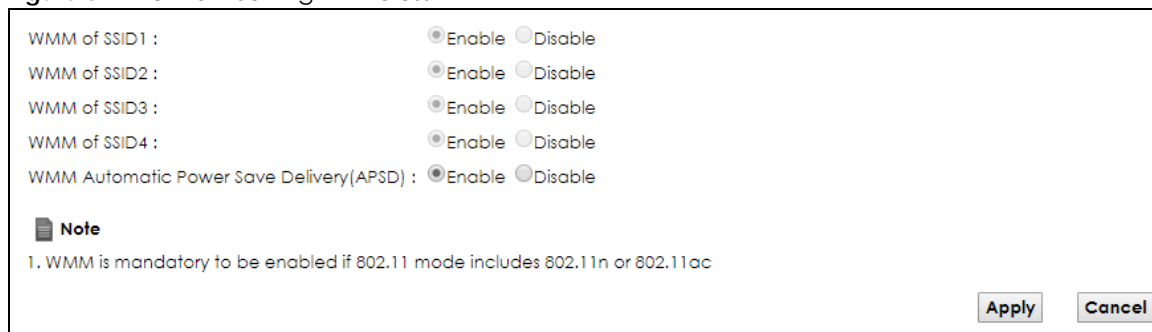 WMM of SSID1 : Enable Disable
WMM of SSID2 : Enable Disable
WMM of SSID3 : Enable Disable
WMM of SSID4 : Enable Disable
WMM Automatic Power Save Delivery(APSD) : Enable Disable
Note
1. WMM is mandatory to be enabled if 802.11 mode includes 802.11n or 802.11ac
Apply Cancel